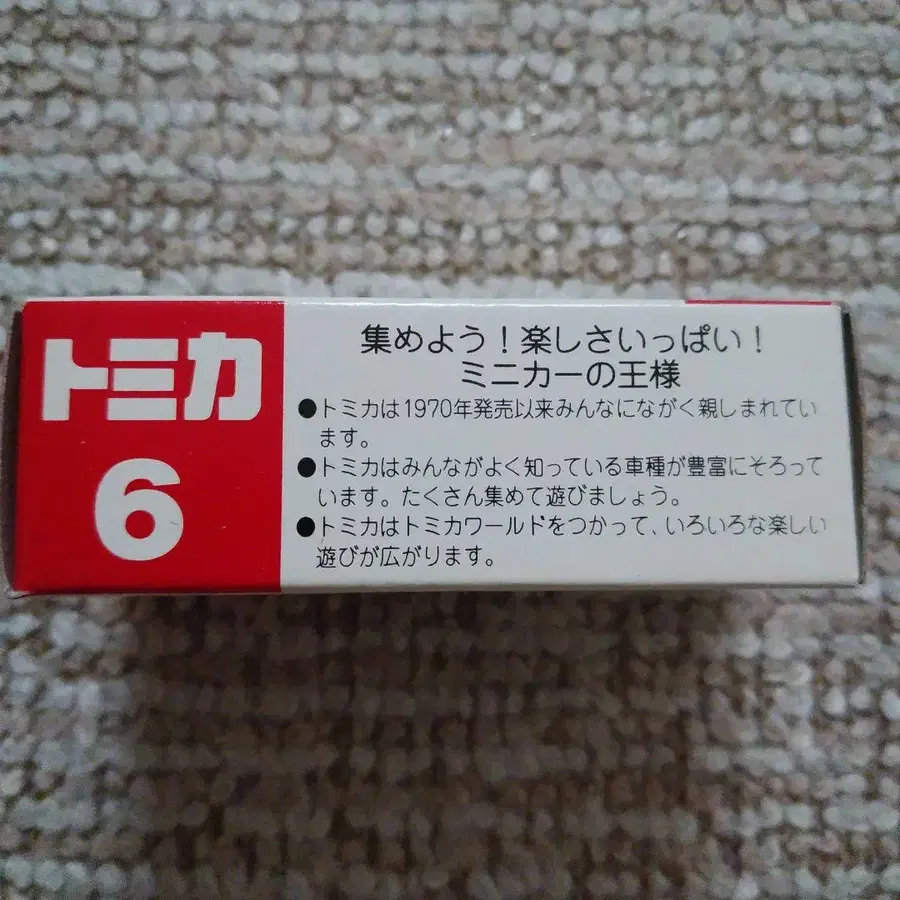 トミカ
6
集めよう！楽しさいっぱい！
ミニカーの王様
●トミカは1970年発売以来みんなにながく親しまれてい
ます。
●トミカはみんながよく知っている車種が豊富にそろって
います。たくさん集めて遊びましょう。
●トミカはトミカワールドをつかって、いろいろな楽しい
遊びが広がります。